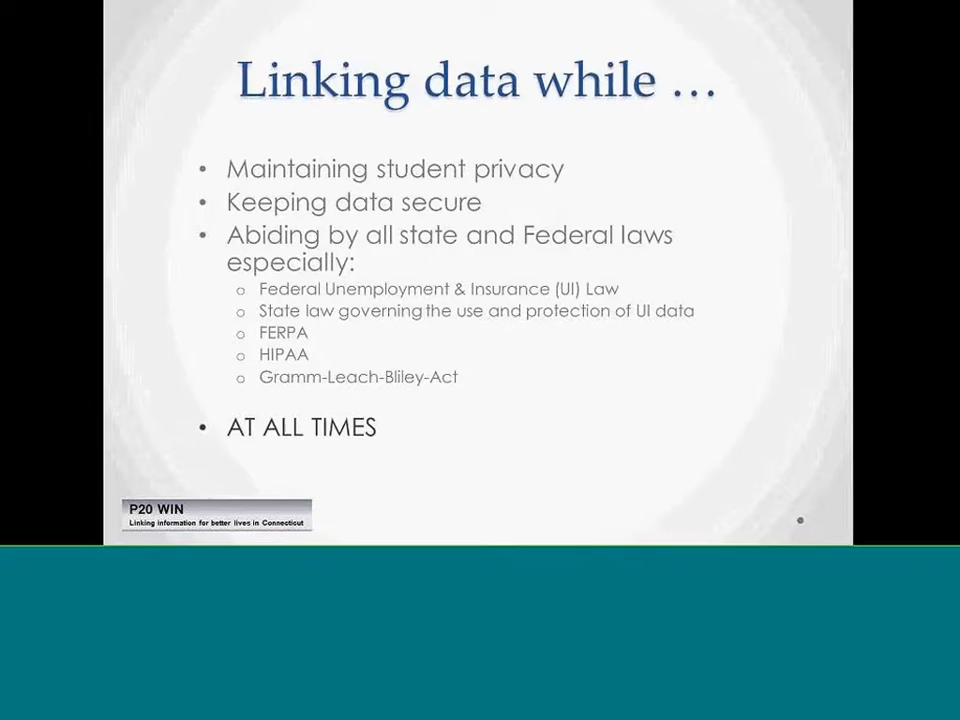 Linking data while …
• Maintaining student privacy
• Keeping data secure
• Abiding by all state and Federal laws
especially:
o Federal Unemployment & Insurance (UI) Law
o State law governing the use and protection of UI data
o FERPA
o HIPAA
o Gramm-Leach-Bliley-Act
• AT ALL TIMES
P20 WIN
Linking information for better lives in Connecticut